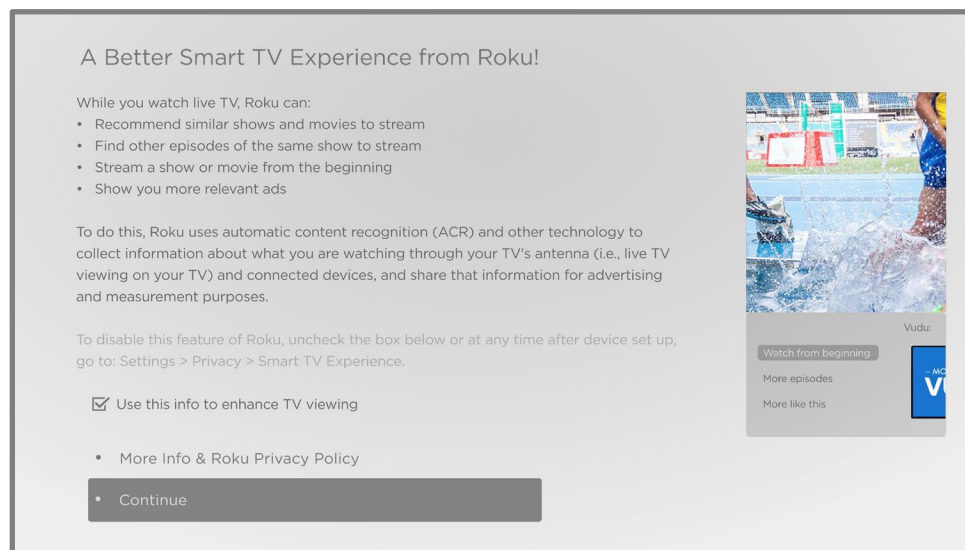 A Better Smart TV Experience from Roku!
While you watch live TV, Roku can:
• Recommend similar shows and movies to stream
• Find other episodes of the same show to stream
• Stream a show or movie from the beginning
• Show you more relevant ads
To do this, Roku uses automatic content recognition (ACR) and other technology to
collect information about what you are watching through your TV's antenna (i.e., live TV
viewing on your TV) and connected devices, and share that information for advertising
and measurement purposes.
To disable this feature of Roku, uncheck the box below or at any time after device set up,
go to: Settings > Privacy > Smart TV Experience.
Use this info to enhance TV viewing
• More Info & Roku Privacy Policy
• Continue
Vudu:
Watch from beginning
More episodes
More like this